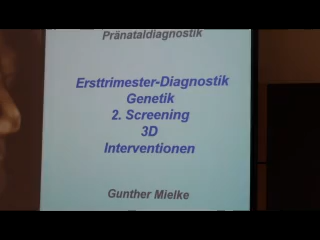 Pränataldiagnostik
Ersttrimester-Diagnostik
Genetik
2. Screening
3D
Interventionen
Gunther Mielke